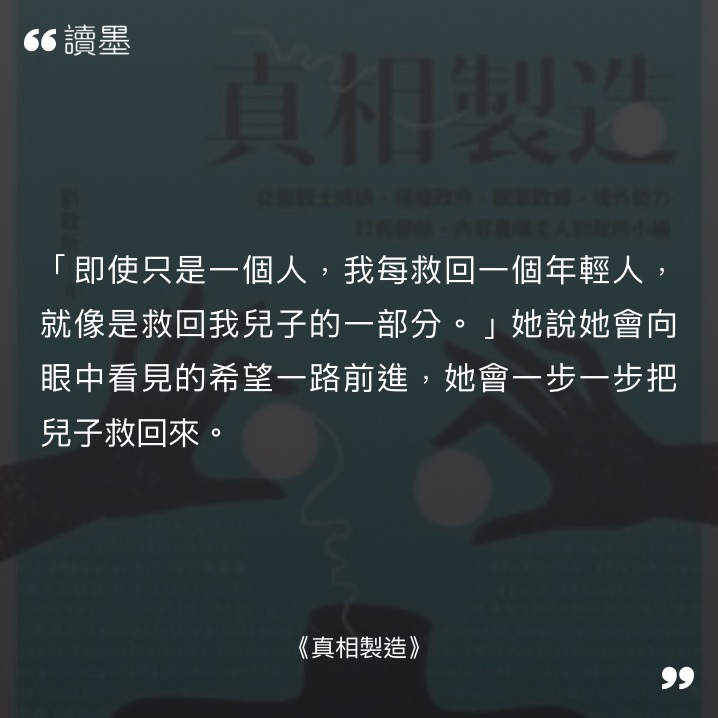 讀墨
真相製造
「即使只是一個人，我每救回一個年輕人，
就像是救回我兒子的一部分。」她說她會向
眼中看見的希望一路前進，她會一步一步把
兒子救回來。
《真相製造》